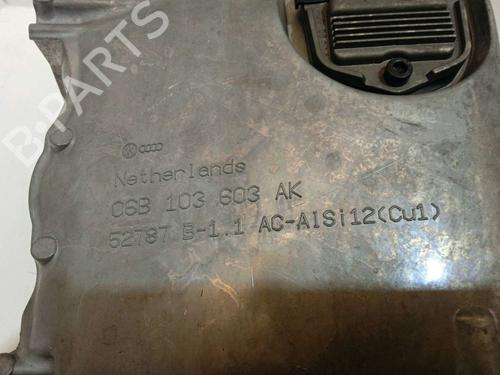 B-PARTS
Netherlands
06B 103 603 AK
52787 B-1.1 AC-AlSi12(Cu1)